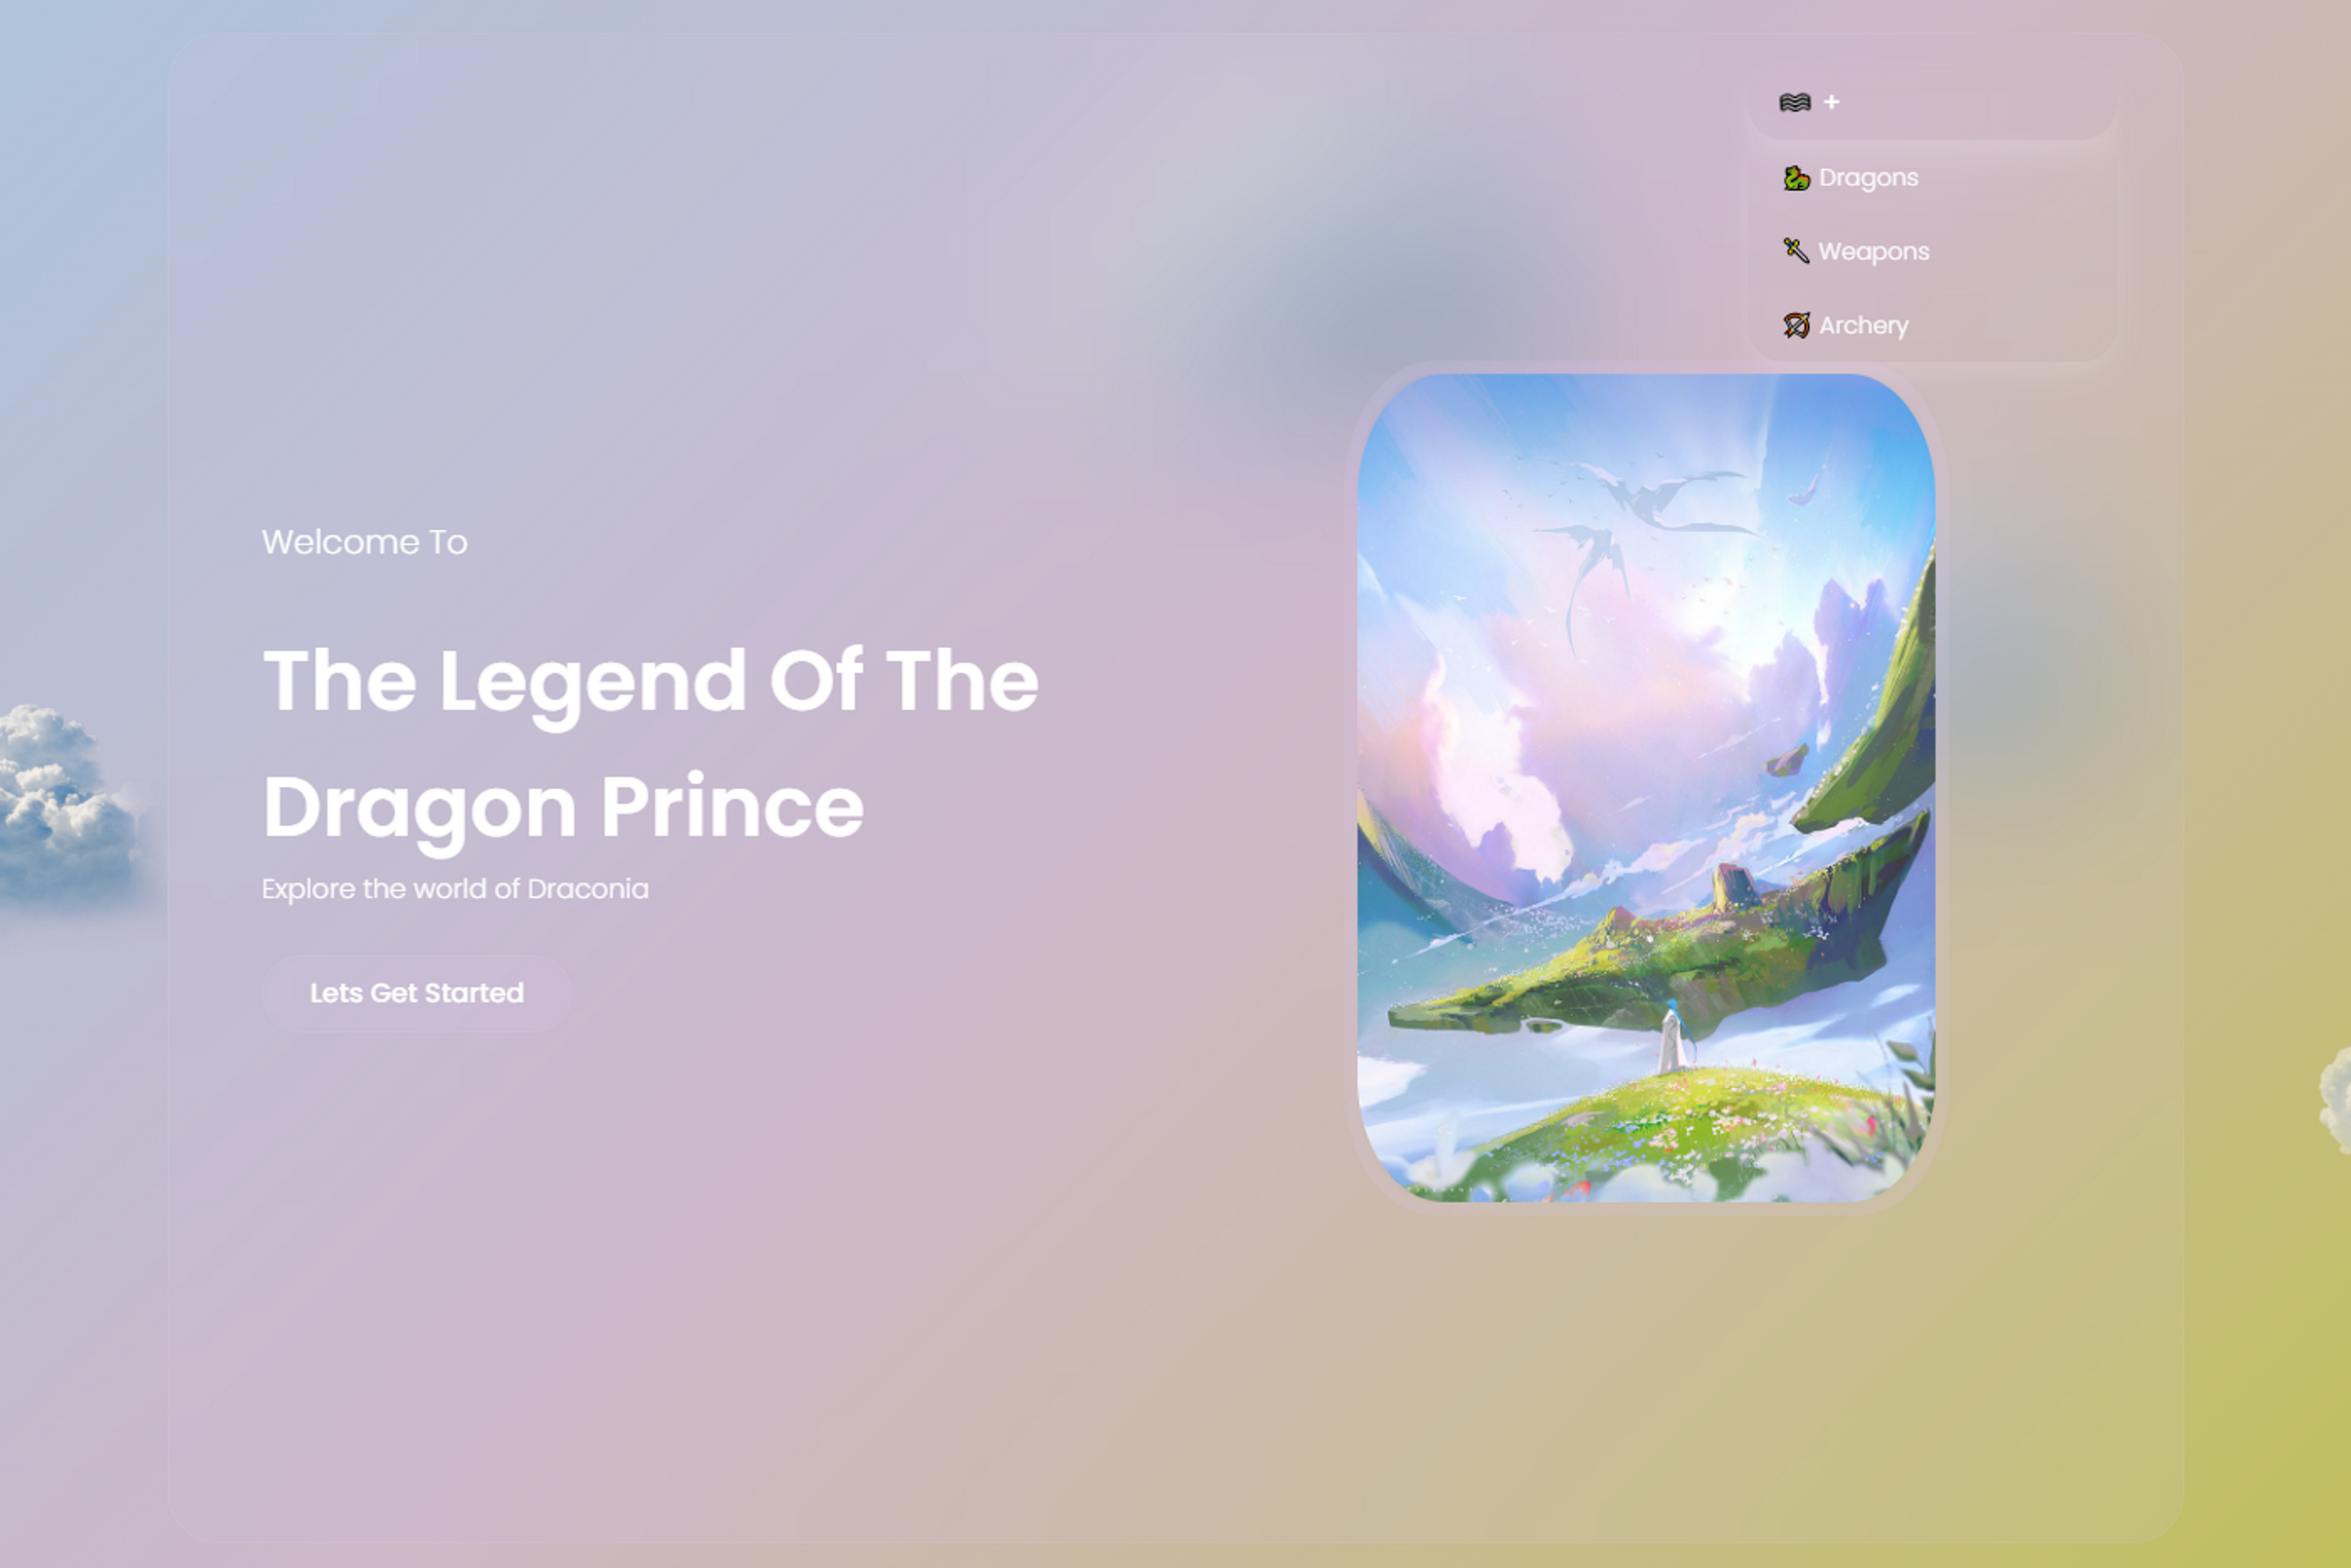 +
Dragons
Weapons
Archery
Welcome To
The Legend Of The
Dragon Prince
Explore the world of Draconia
Lets Get Started